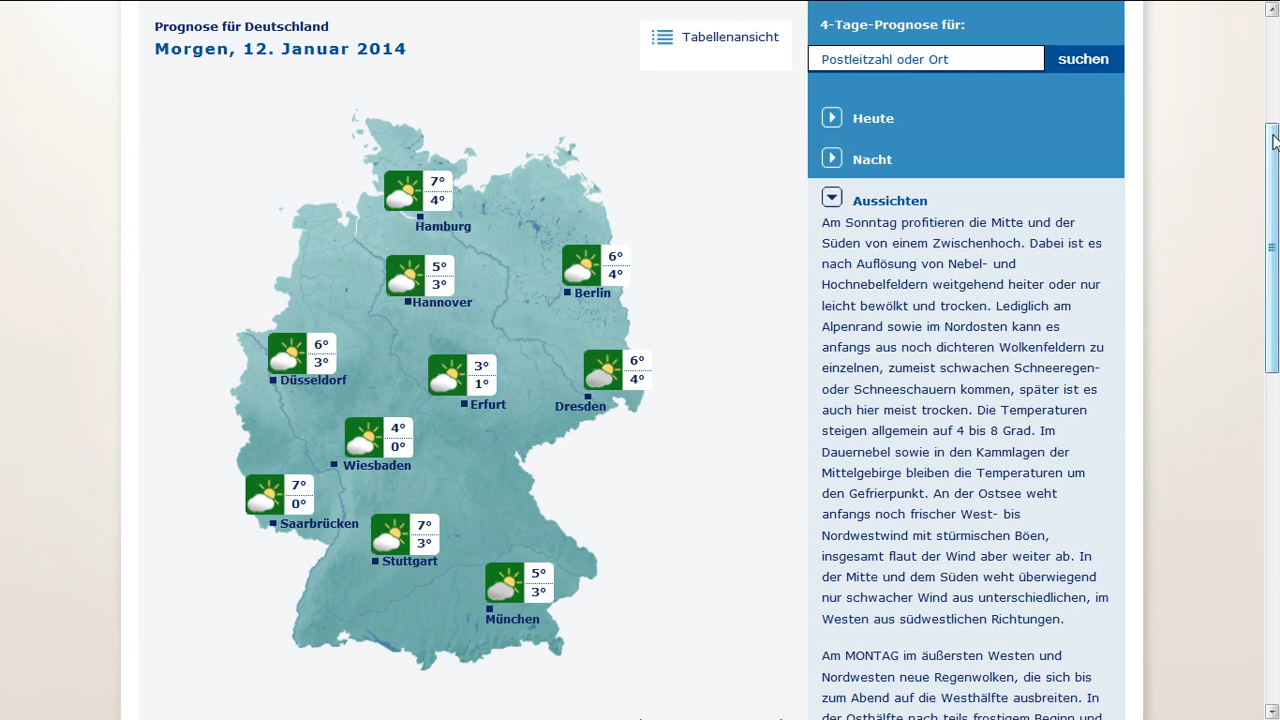 Prognose für Deutschland
Morgen, 12. Januar 2014
Tabellenansicht
7°
4°
Hamburg
5°
3°
Hannover
6°
4°
Berlin
6°
3°
Düsseldorf
3°
1°
Erfurt
6°
4°
Dresden
4°
0°
Wiesbaden
7°
0°
Saarbrücken
7°
3°
Stuttgart
5°
3°
München
4-Tage-Prognose für:
Postleitzahl oder Ort
suchen
Heute
Nacht
Aussichten
Am Sonntag profitieren die Mitte und der
Süden von einem Zwischenhoch. Dabei ist es
nach Auflösung von Nebel- und
Hochnebelfeldern weitgehend heiter oder nur
leicht bewölkt und trocken. Lediglich am
Alpenrand sowie im Nordosten kann es
anfangs aus noch dichteren Wolkenfeldern zu
einzelnen, zumeist schwachen Schneeregen-
oder Schneeschauern kommen, später ist es
auch hier meist trocken. Die Temperaturen
steigen allgemein auf 4 bis 8 Grad. Im
Dauernebel sowie in den Kammlagen der
Mittelgebirge bleiben die Temperaturen um
den Gefrierpunkt. An der Ostsee weht
anfangs noch frischer West- bis
Nordwestwind mit stürmischen Böen,
insgesamt flaut der Wind aber weiter ab. In
der Mitte und dem Süden weht überwiegend
nur schwacher Wind aus unterschiedlichen, im
Westen aus südwestlichen Richtungen.
Am MONTAG im äußersten Westen und
Nordwesten neue Regenwolken, die sich bis
zum Abend auf die Westhälfte ausbreiten. In
der Osthälfte nach teils frostigem Beginn und